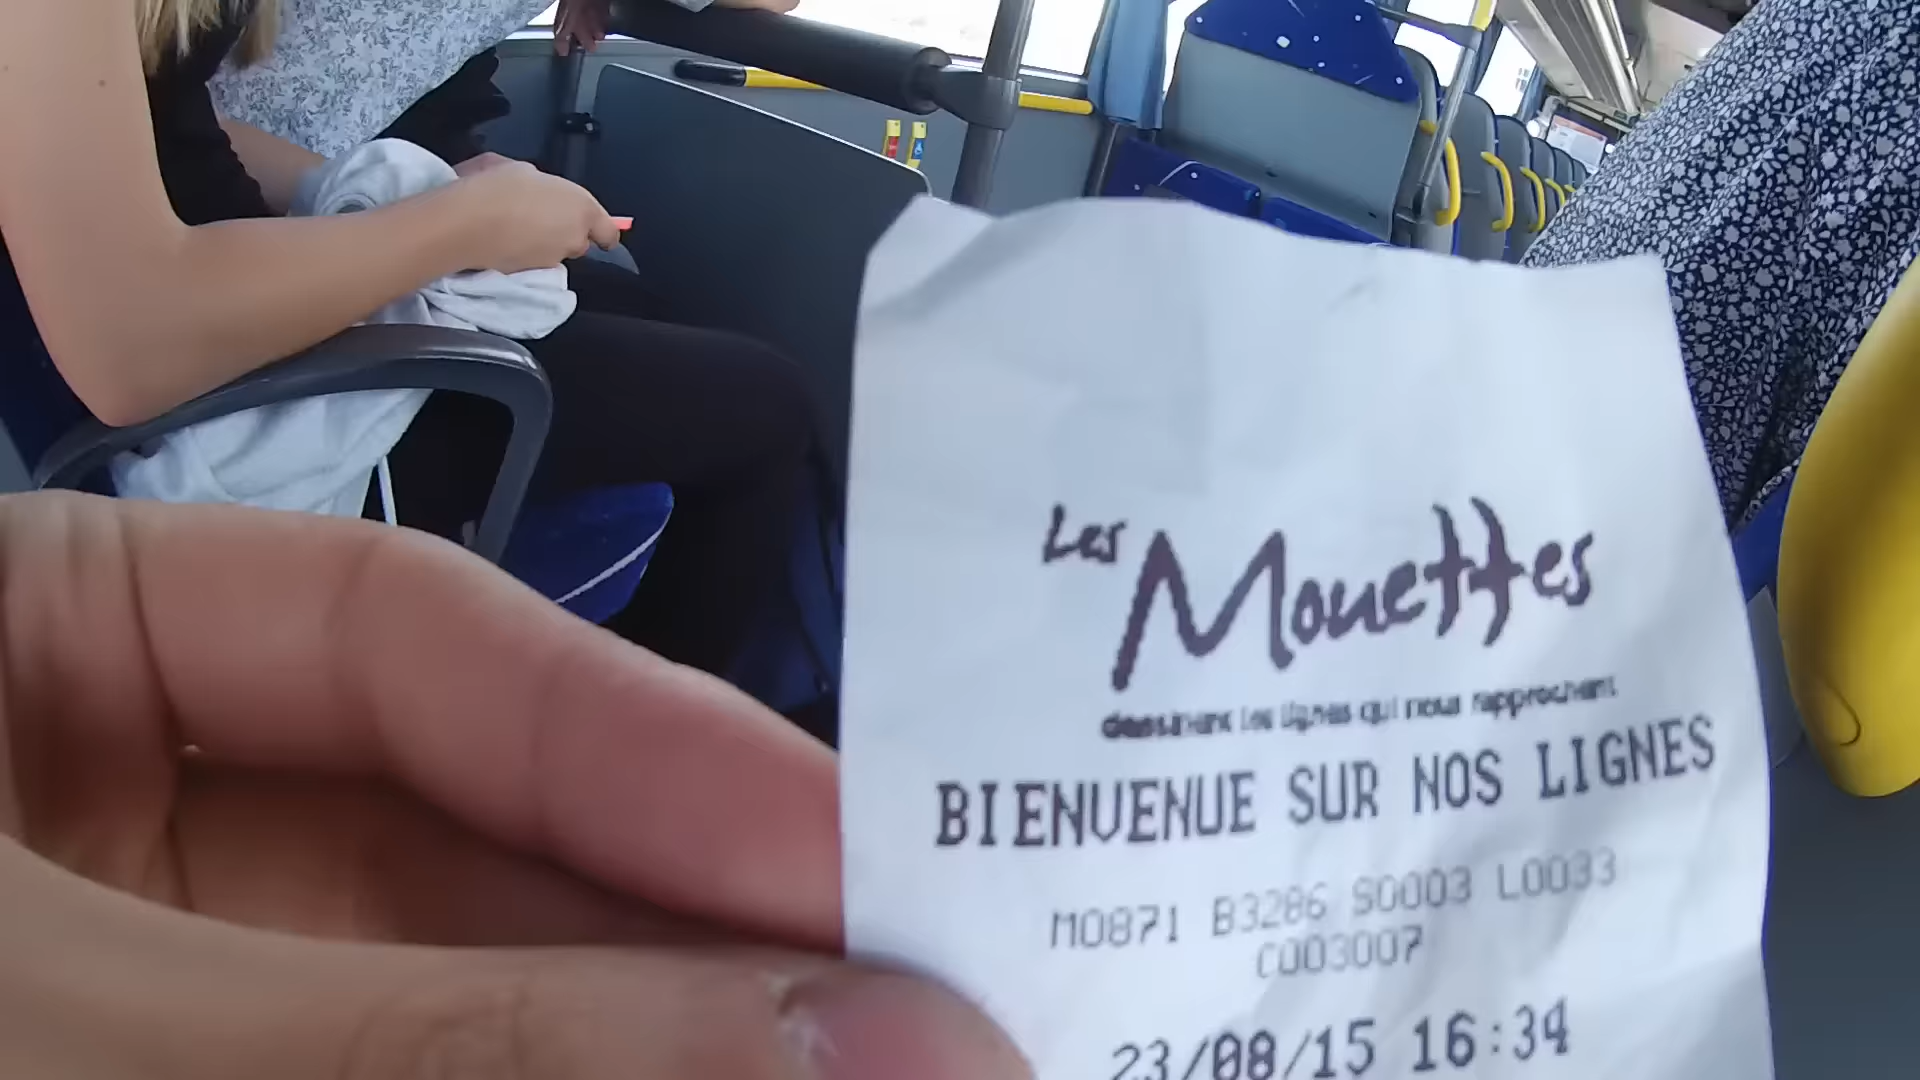 Les Mouettes
dessinent les lignes qui nous rapprochent
BIENVENUE SUR NOS LIGNES
M0871 B3286 S0003 L0033
C003007
23/08/15 16:34